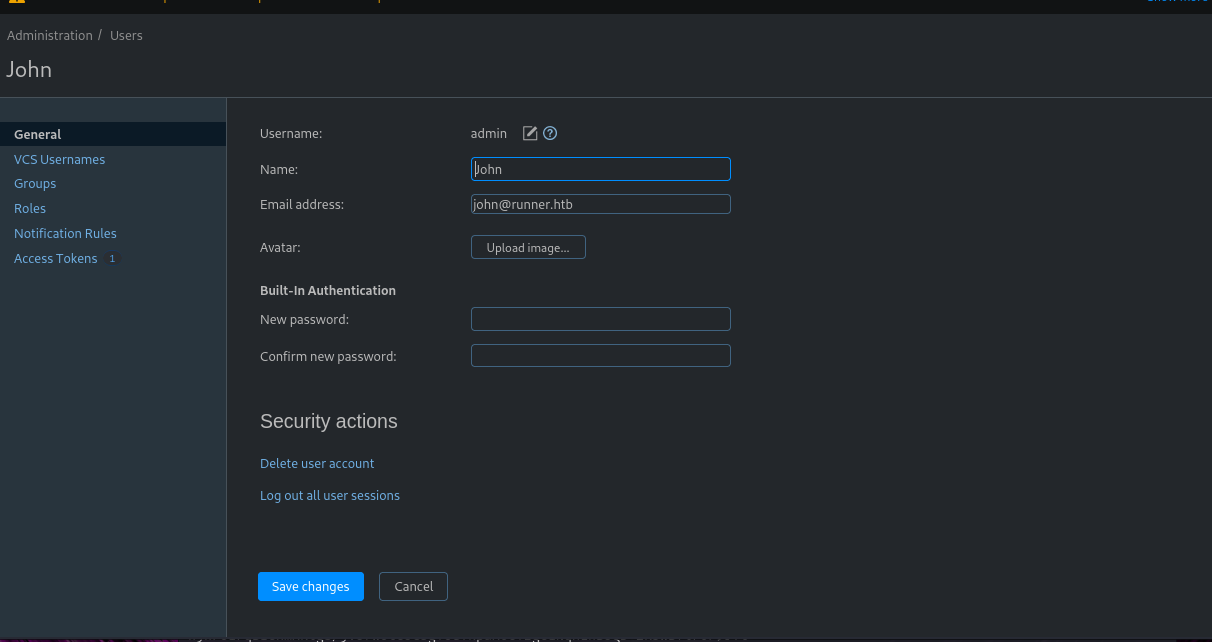 Administration / Users
John
General
VCS Usernames
Groups
Roles
Notification Rules
Access Tokens 1
Username: admin
Name: John
Email address: john@runner.htb
Avatar: Upload image...
Built-In Authentication
New password:
Confirm new password:
Security actions
Delete user account
Log out all user sessions
Save changes Cancel